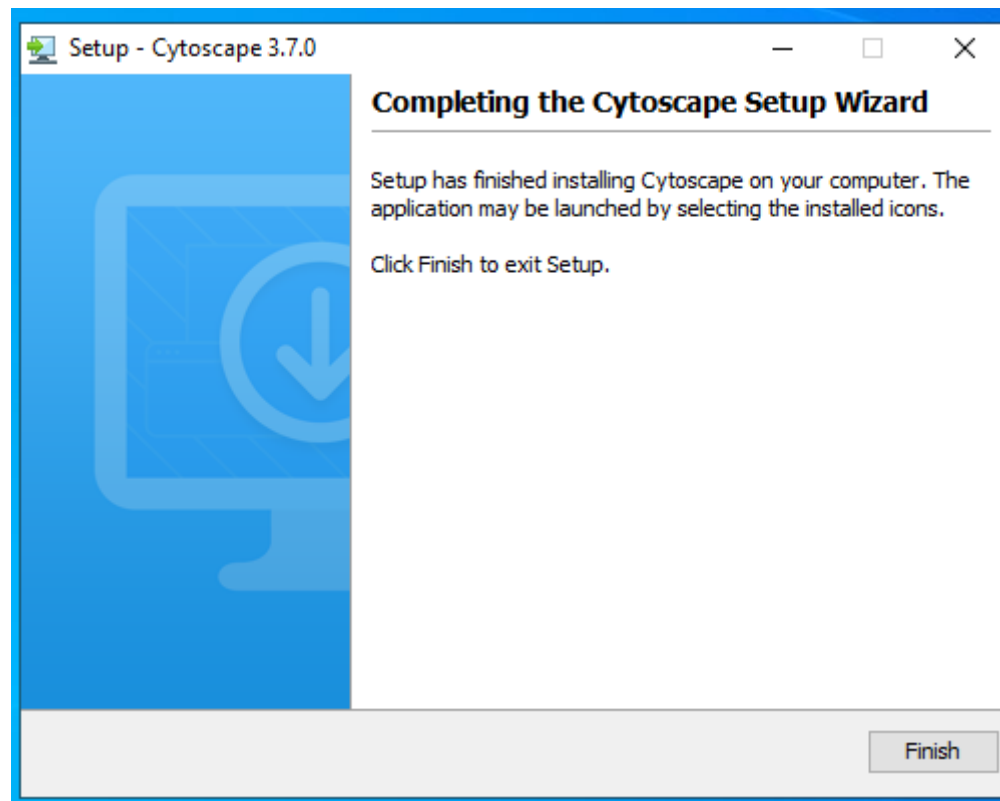 Setup - Cytoscape 3.7.0
Completing the Cytoscape Setup Wizard
Setup has finished installing Cytoscape on your computer. The
application may be launched by selecting the installed icons.
Click Finish to exit Setup.
Finish